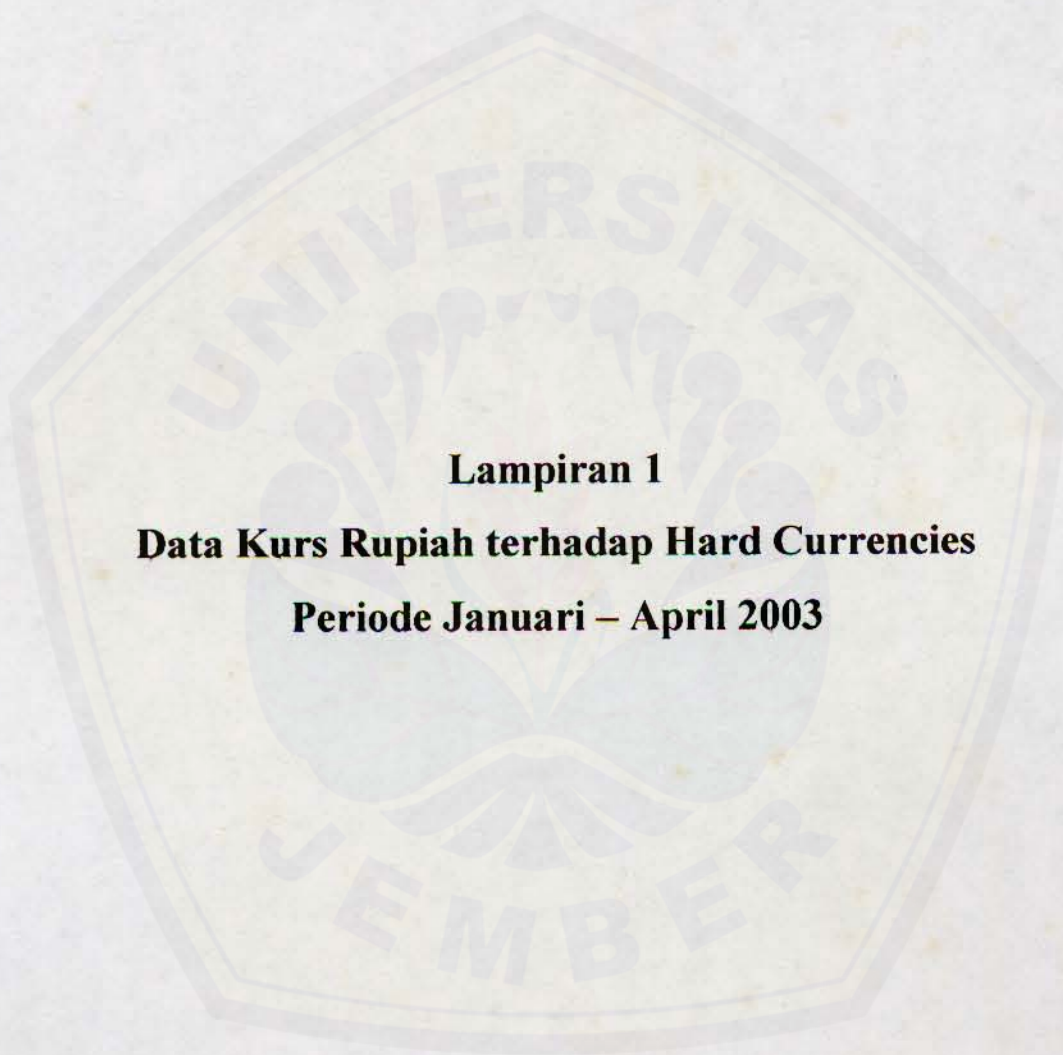 UNIVERSITAS
Lampiran 1
Data Kurs Rupiah terhadap Hard Currencies
Periode Januari – April 2003
JEMBER